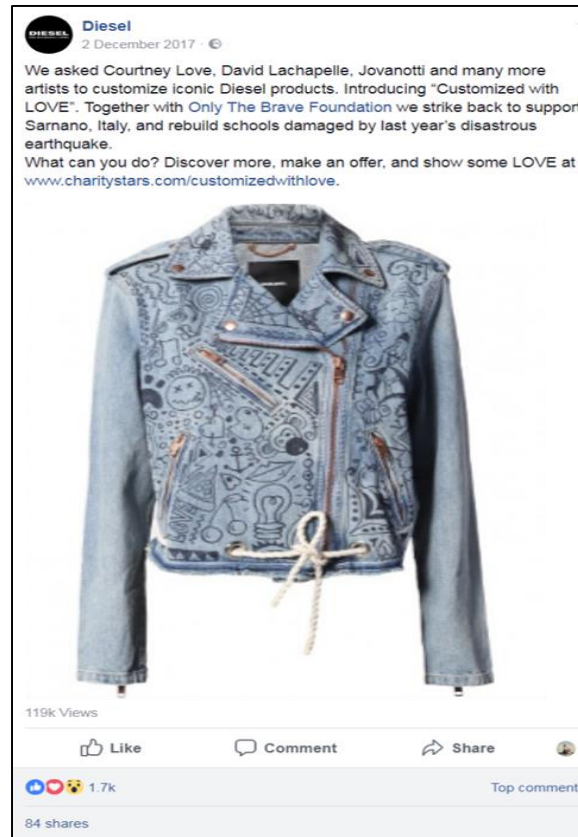 DIESEL
Diesel
2 December 2017 ·
We asked Courtney Love, David Lachapelle, Jovanotti and many more
artists to customize iconic Diesel products. Introducing “Customized with
LOVE”. Together with Only The Brave Foundation we strike back to support
Sarnano, Italy, and rebuild schools damaged by last year’s disastrous
earthquake.
What can you do? Discover more, make an offer, and show some LOVE at
www.charitystars.com/customizedwithlove.
LOVE
119k Views
Like Comment Share
1.7k Top comment
84 shares